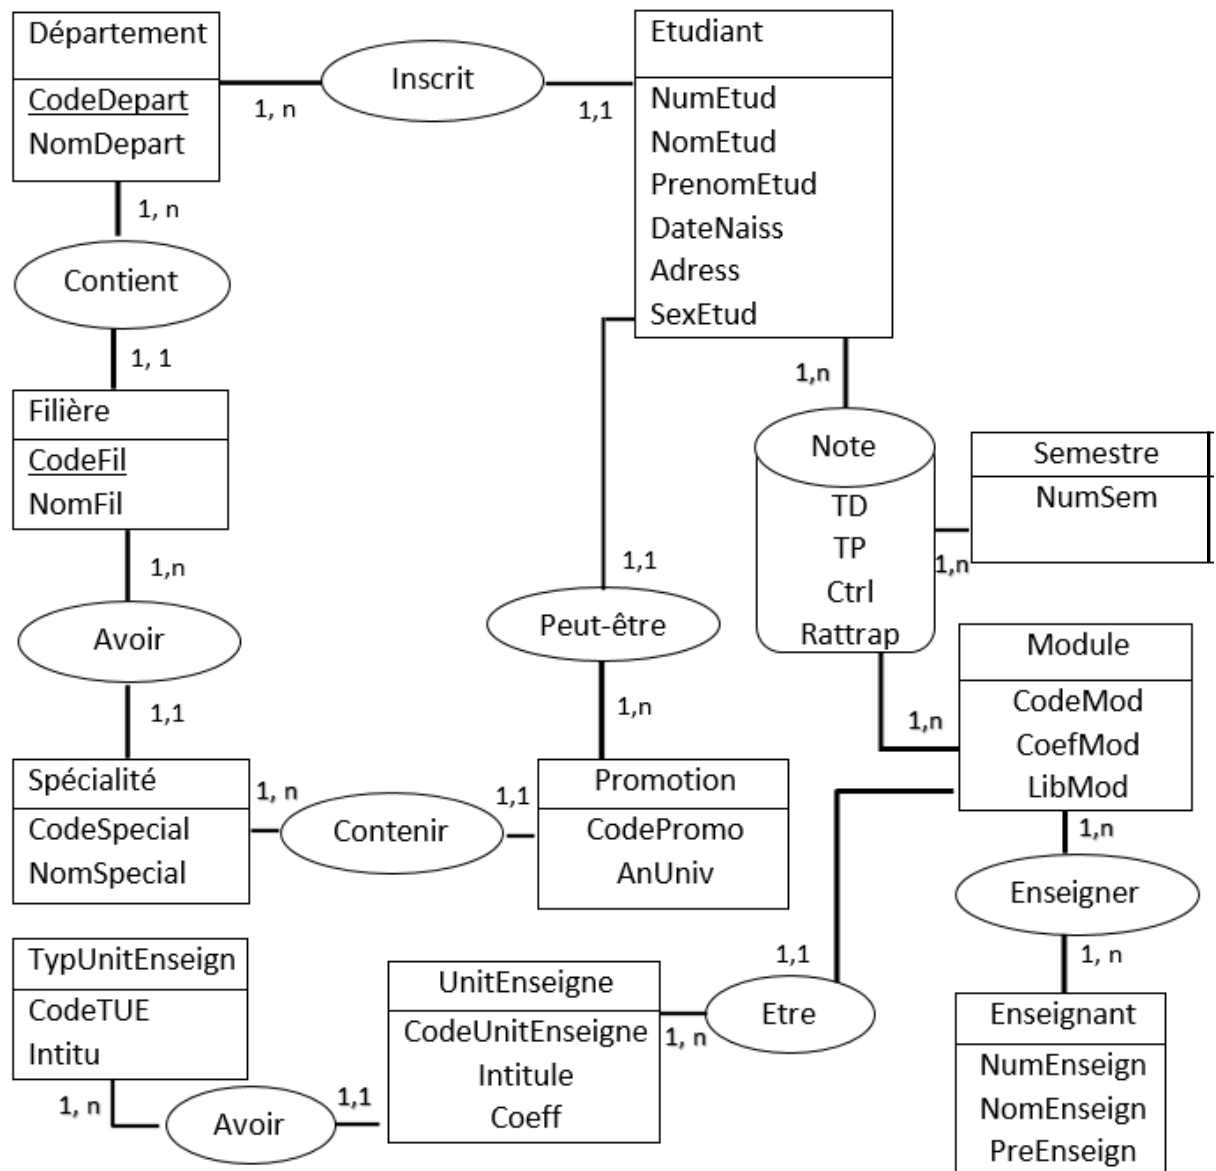 Département
CodeDepart
NomDepart
1, n
Inscrit
1,1
Etudiant
NumEtud
NomEtud
PrenomEtud
DateNaiss
Adress
SexEtud
1, n
Contient
1, 1
Filière
CodeFil
NomFil
1,n
Avoir
1,1
Spécialité
CodeSpecial
NomSpecial
1, n
Contenir
1,1
Promotion
CodePromo
AnUniv
1,n
Peut-être
1,1
1,n
Note
TD
TP
Ctrl
Rattrap
1,n
Semestre
NumSem
1,n
Module
CodeMod
CoefMod
LibMod
1,n
Enseigner
1, n
Enseignant
NumEnseign
NomEnseign
PreEnseign
1,1
Etre
1, n
UnitEnseigne
CodeUnitEnseigne
Intitule
Coeff
1,1
Avoir
1, n
TypUnitEnseign
CodeTUE
Intitu